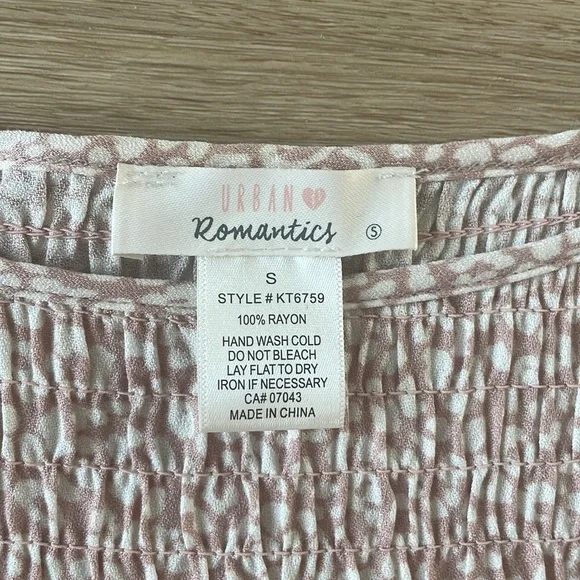 URBAN
Romantics S
S
STYLE # KT6759
100% RAYON
HAND WASH COLD
DO NOT BLEACH
LAY FLAT TO DRY
IRON IF NECESSARY
CA# 07043
MADE IN CHINA